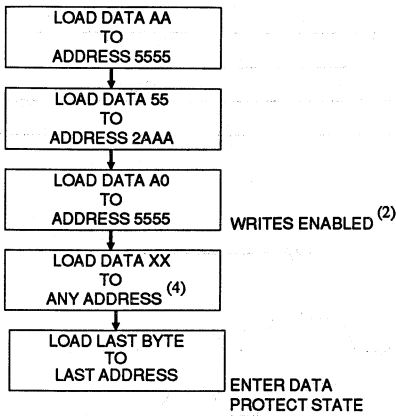 LOAD DATA AA
TO
ADDRESS 5555
LOAD DATA 55
TO
ADDRESS 2AAA
LOAD DATA A0
TO
ADDRESS 5555
WRITES ENABLED (2)
LOAD DATA XX
TO
ANY ADDRESS (4)
LOAD LAST BYTE
TO
LAST ADDRESS
ENTER DATA
PROTECT STATE